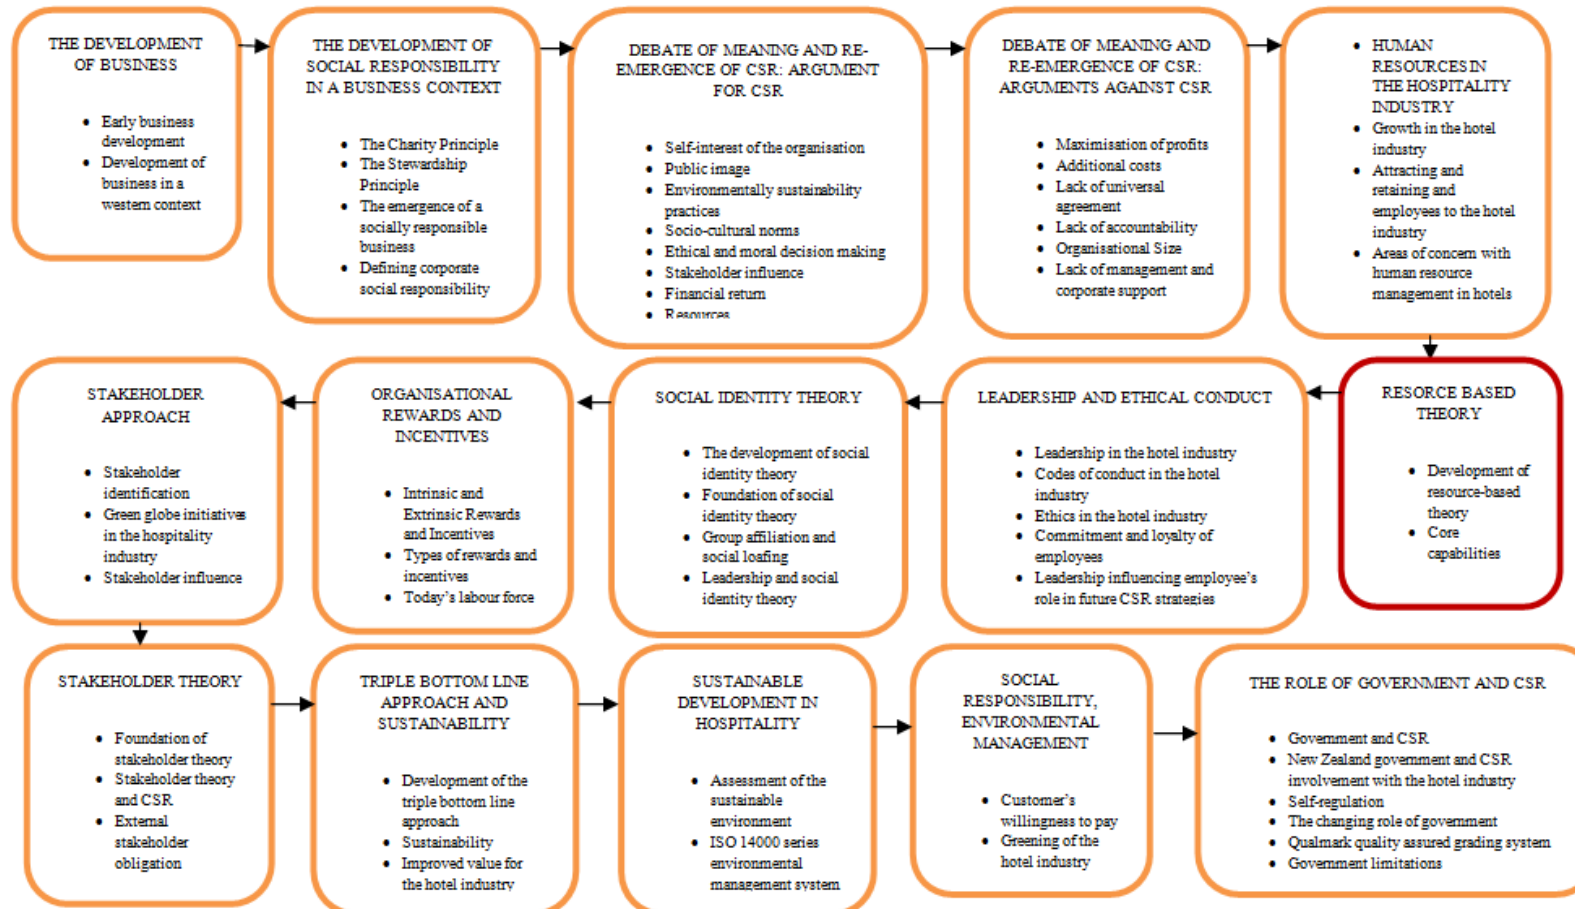 THE DEVELOPMENT
OF BUSINESS
• Early business
development
• Development of
business in a
western context
THE DEVELOPMENT OF
SOCIAL RESPONSIBILITY
IN A BUSINESS CONTEXT
• The Charity Principle
• The Stewardship
Principle
• The emergence of a
socially responsible
business
• Defining corporate
social responsibility
DEBATE OF MEANING AND RE-
EMERGENCE OF CSR: ARGUMENT
FOR CSR
• Self-interest of the organisation
• Public image
• Environmentally sustainability
practices
• Socio-cultural norms
• Ethical and moral decision making
• Stakeholder influence
• Financial return
• Resources
DEBATE OF MEANING AND
RE-EMERGENCE OF CSR:
ARGUMENTS AGAINST CSR
• Maximisation of profits
• Additional costs
• Lack of universal
agreement
• Lack of accountability
• Organisational Size
• Lack of management and
corporate support
• HUMAN
RESOURCES IN
THE HOSPITALITY
INDUSTRY
• Growth in the hotel
industry
• Attracting and
retaining and
employees to the hotel
industry
• Areas of concern with
human resource
management in hotels
STAKEHOLDER
APPROACH
• Stakeholder
identification
• Green globe initiatives
in the hospitality
industry
• Stakeholder influence
ORGANISATIONAL
REWARDS AND
INCENTIVES
• Intrinsic and
Extrinsic Rewards
and Incentives
• Types of rewards and
incentives
• Today's labour force
SOCIAL IDENTITY THEORY
• The development of social
identity theory
• Foundation of social
identity theory
• Group affiliation and
social loafing
• Leadership and social
identity theory
LEADERSHIP AND ETHICAL CONDUCT
• Leadership in the hotel industry
• Codes of conduct in the hotel
industry
• Ethics in the hotel industry
• Commitment and loyalty of
employees
• Leadership influencing employee's
role in future CSR strategies
RESORCE BASED
THEORY
• Development of
resource-based
theory
• Core
capabilities
STAKEHOLDER THEORY
• Foundation of
stakeholder theory
• Stakeholder theory
and CSR
• External
stakeholder
obligation
TRIPLE BOTTOM LINE
APPROACH AND
SUSTAINABILITY
• Development of the
triple bottom line
approach
• Sustainability
• Improved value for
the hotel industry
SUSTAINABLE
DEVELOPMENT IN
HOSPITALITY
• Assessment of the
sustainable
environment
• ISO 14000 series
environmental
management system
SOCIAL
RESPONSIBILITY,
ENVIRONMENTAL
MANAGEMENT
• Customer's
willingness to pay
• Greening of the
hotel industry
THE ROLE OF GOVERNMENT AND CSR
• Government and CSR
• New Zealand government and CSR
involvement with the hotel industry
• Self-regulation
• The changing role of government
• Qualmark quality assured grading system
• Government limitations